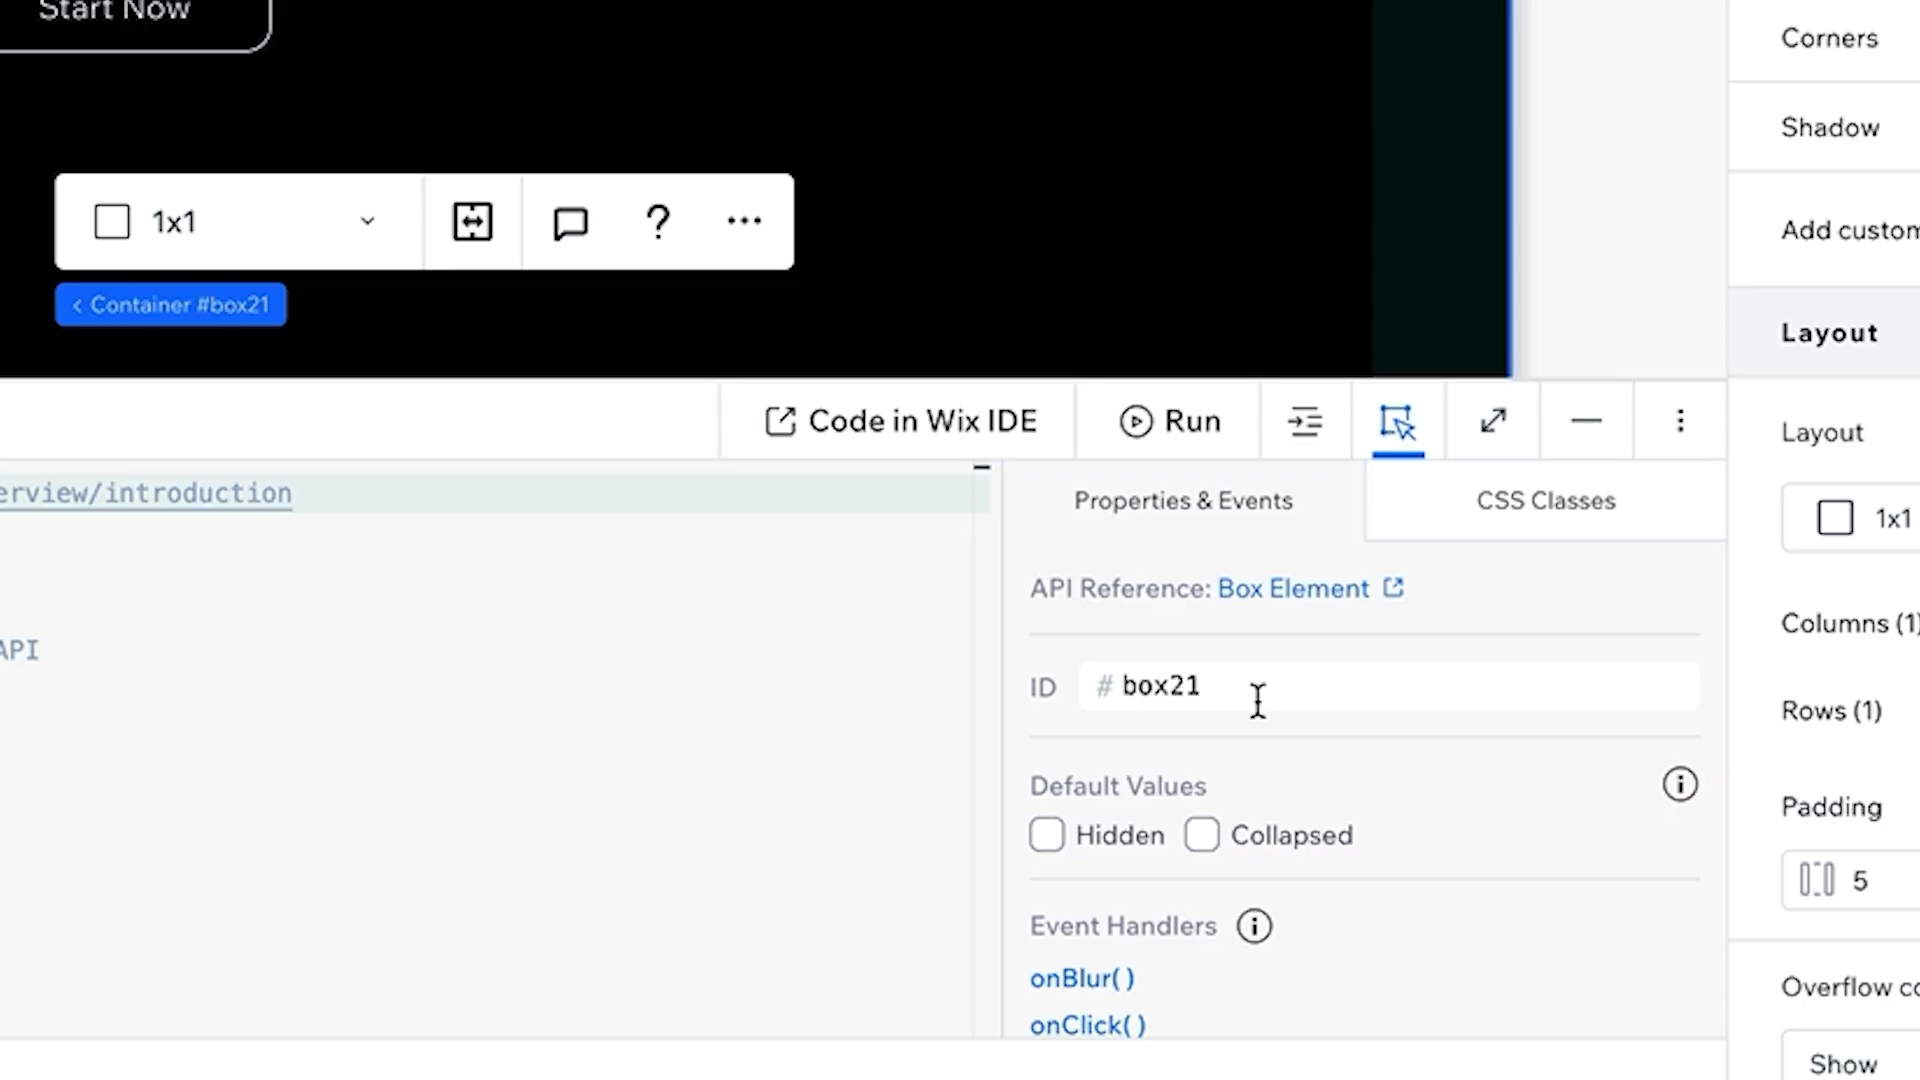 Start Now
1x1
?
< Container #box21
Code in Wix IDE
Run
erview/introduction
API
Properties & Events
CSS Classes
API Reference: Box Element
ID # box21
Default Values
Hidden Collapsed
Event Handlers
onBlur( )
onClick( )
Corners
Shadow
Add custom
Layout
Layout
1x1
Columns (1)
Rows (1)
Padding
5
Overflow co
Show